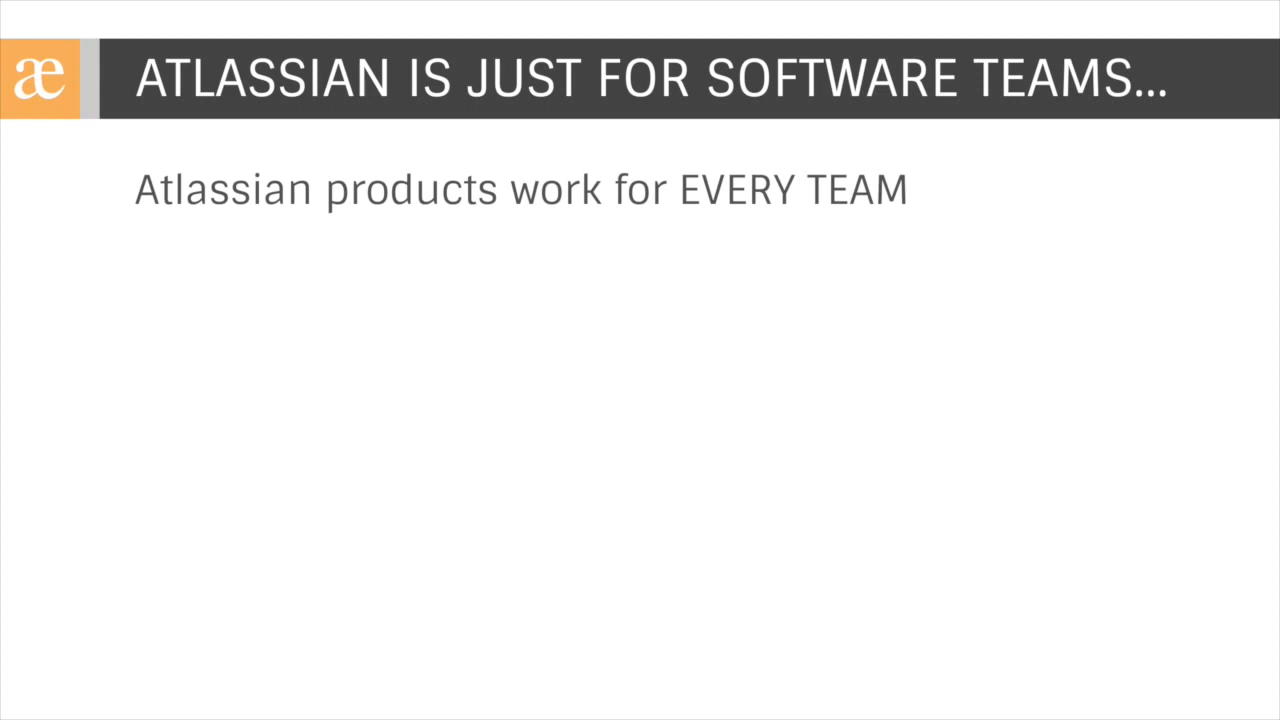 æ ATLASSIAN IS JUST FOR SOFTWARE TEAMS...
Atlassian products work for EVERY TEAM